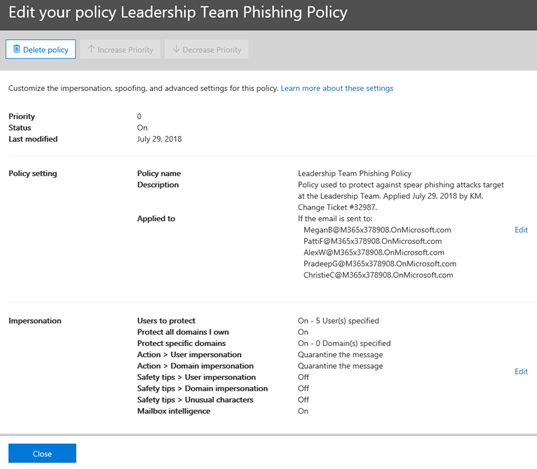 Edit your policy Leadership Team Phishing Policy
Delete policy Increase Priority Decrease Priority
Customize the impersonation, spoofing, and advanced settings for this policy. Learn more about these settings
Priority 0
Status On
Last modified July 29, 2018
Policy setting Policy name Leadership Team Phishing Policy
Description Policy used to protect against spear phishing attacks target
at the Leadership Team. Applied July 29, 2018 by KM.
Change Ticket #32987.
Applied to If the email is sent to:
MeganB@M365x378908.OnMicrosoft.com Edit
PattiF@M365x378908.OnMicrosoft.com
AlexW@M365x378908.OnMicrosoft.com
PradeepG@M365x378908.OnMicrosoft.com
ChristieC@M365x378908.OnMicrosoft.com
Impersonation Users to protect On - 5 User(s) specified
Protect all domains I own On
Protect specific domains On - 0 Domain(s) specified
Action > User impersonation Quarantine the message
Action > Domain impersonation Quarantine the message
Safety tips > User impersonation Off Edit
Safety tips > Domain impersonation Off
Safety tips > Unusual characters Off
Mailbox intelligence On
Close